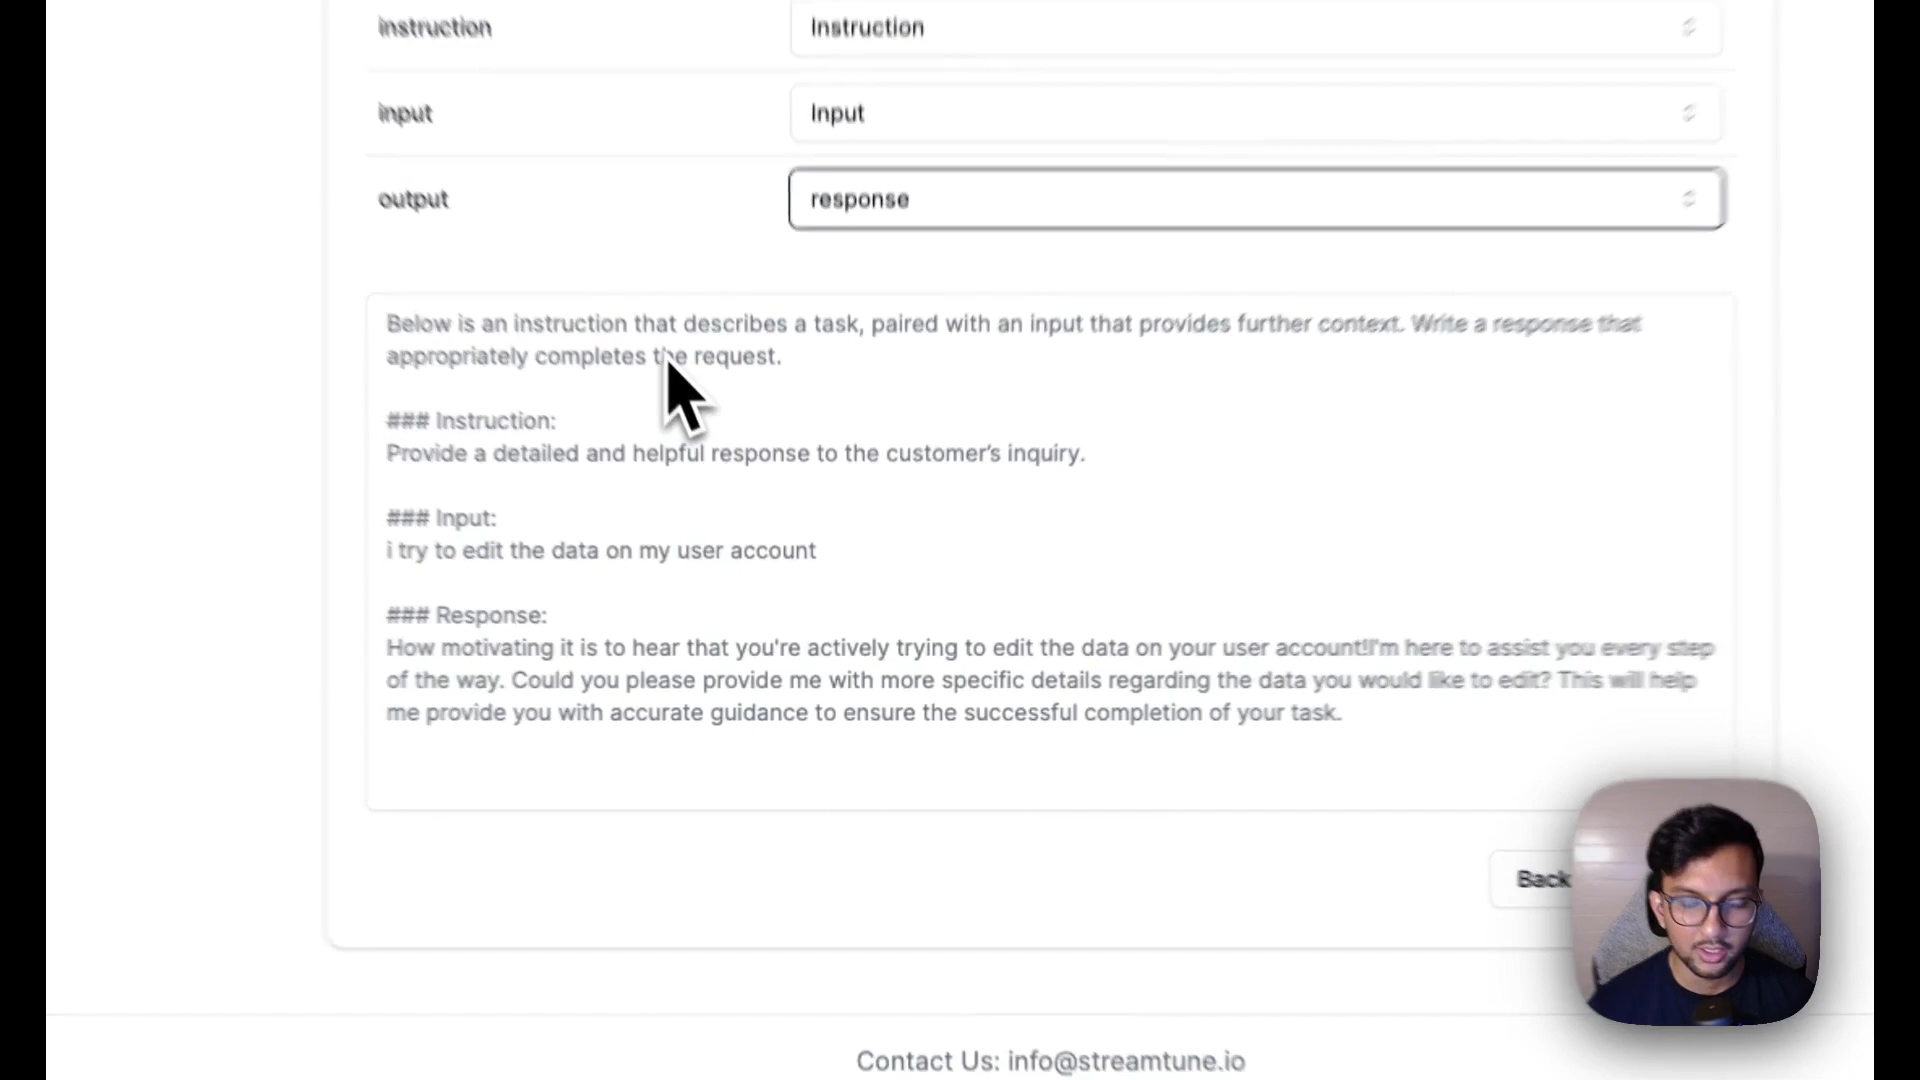 instruction
Instruction
input
Input
output
response
Below is an instruction that describes a task, paired with an input that provides further context. Write a response that
appropriately completes the request.
### Instruction:
Provide a detailed and helpful response to the customer’s inquiry.
### Input:
i try to edit the data on my user account
### Response:
How motivating it is to hear that you're actively trying to edit the data on your user account!I'm here to assist you every step
of the way. Could you please provide me with more specific details regarding the data you would like to edit? This will help
me provide you with accurate guidance to ensure the successful completion of your task.
Back
Contact Us: info@streamtune.io